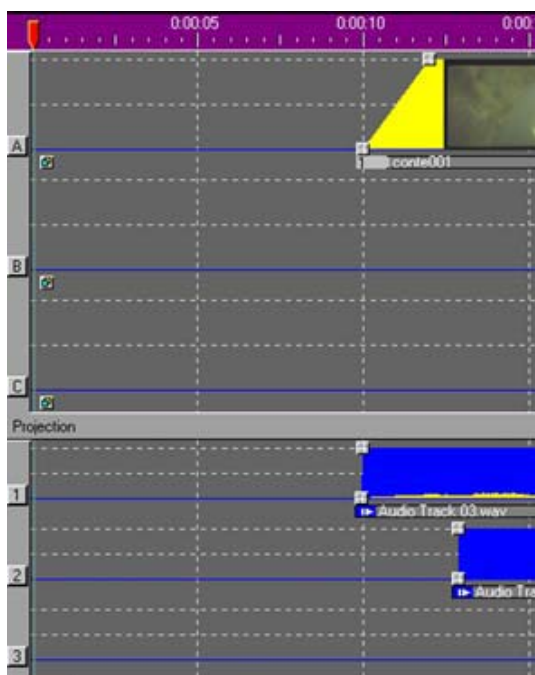 0:00:05 0:00:10 0:00:
A
conte001
B
C
Projection
1
Audio Track 03.wav
2
Audio Tra
3